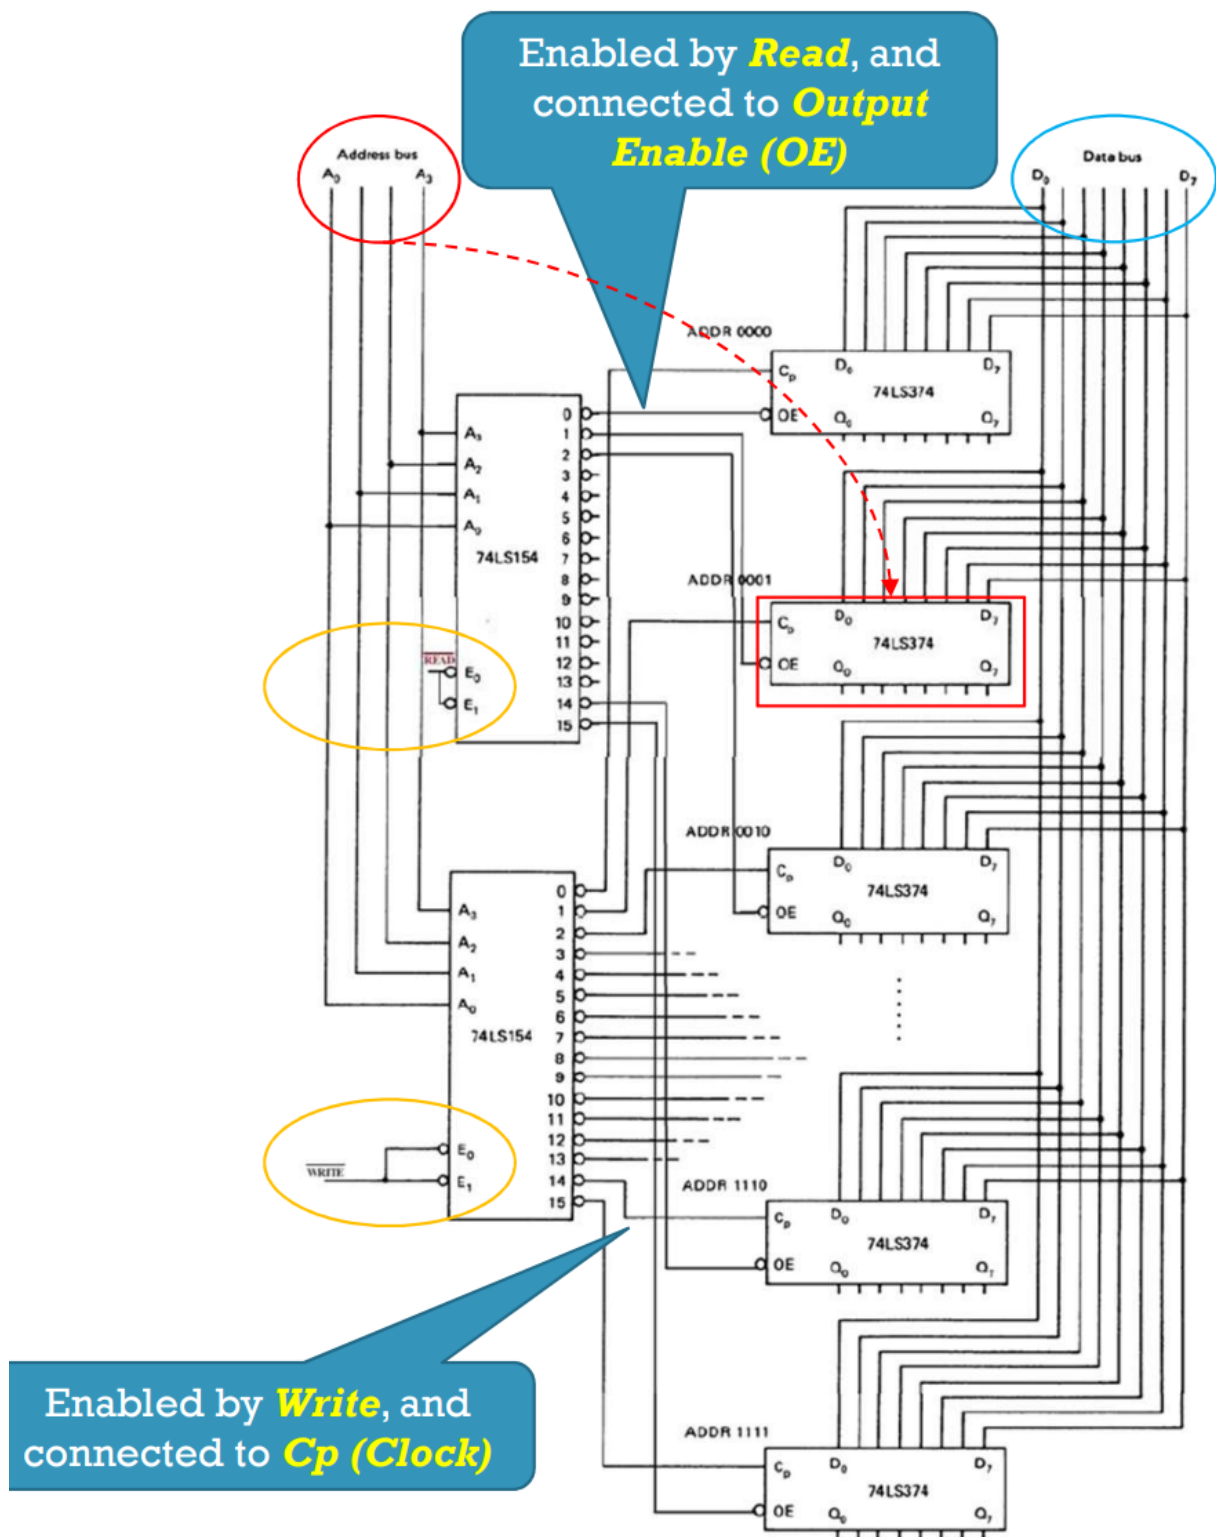 Enabled by Read, and
connected to Output
Enable (OE)
Address bus
A0 A3
Data bus
D0 D7
ADDR 0000
Cp D0 D7
74LS374
OE Q0 Q7
0
1
2
3
4
5
6
7
8
9
10
11
12
13
14
15
A3
A2
A1
A0
74LS154
READ
E0
E1
ADDR 0001
Cp D0 D7
74LS374
OE Q0 Q7
ADDR 0010
Cp D0 D7
74LS374
OE Q0 Q7
0
1
2
3
4
5
6
7
8
9
10
11
12
13
14
15
A3
A2
A1
A0
74LS154
WRITE
E0
E1
ADDR 1110
Cp D0 D7
74LS374
OE Q0 Q7
Enabled by Write, and
connected to Cp (Clock)
ADDR 1111
Cp D0 D7
74LS374
OE Q0 Q7